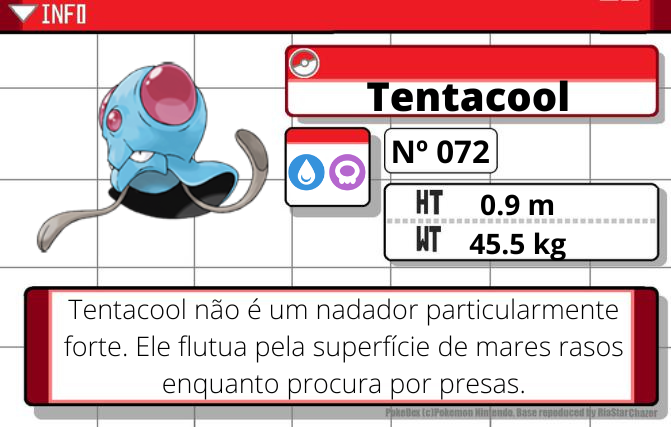 INFO
Tentacool
Nº 072
HT 0.9 m
WT 45.5 kg
Tentacool não é um nadador particularmente
forte. Ele flutua pela superfície de mares rasos
enquanto procura por presas.
PokeDex (c)Pokemon Nintendo. Base reproduced by RiaStarChazer